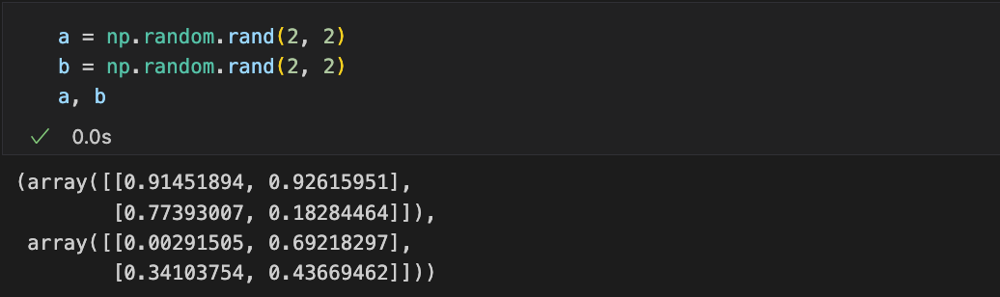 a = np.random.rand(2, 2)
b = np.random.rand(2, 2)
a, b
0.0s
(array([[0.91451894, 0.92615951],
        [0.77393007, 0.18284464]]),
 array([[0.00291505, 0.69218297],
        [0.34103754, 0.43669462]]))